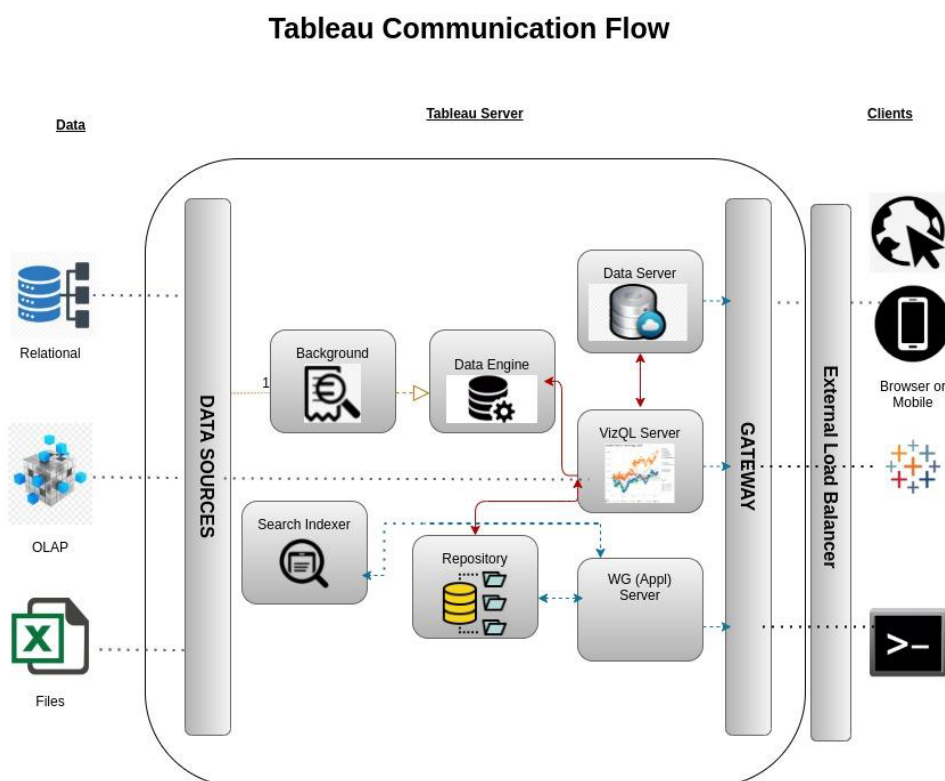 Tableau Communication Flow
Data
Tableau Server
Clients
Relational
OLAP
Files
DATA SOURCES
1
Background
Data Engine
Data Server
VizQL Server
Search Indexer
Repository
WG (Appl)
Server
GATEWAY
External Load Balancer
Browser or
Mobile
>_